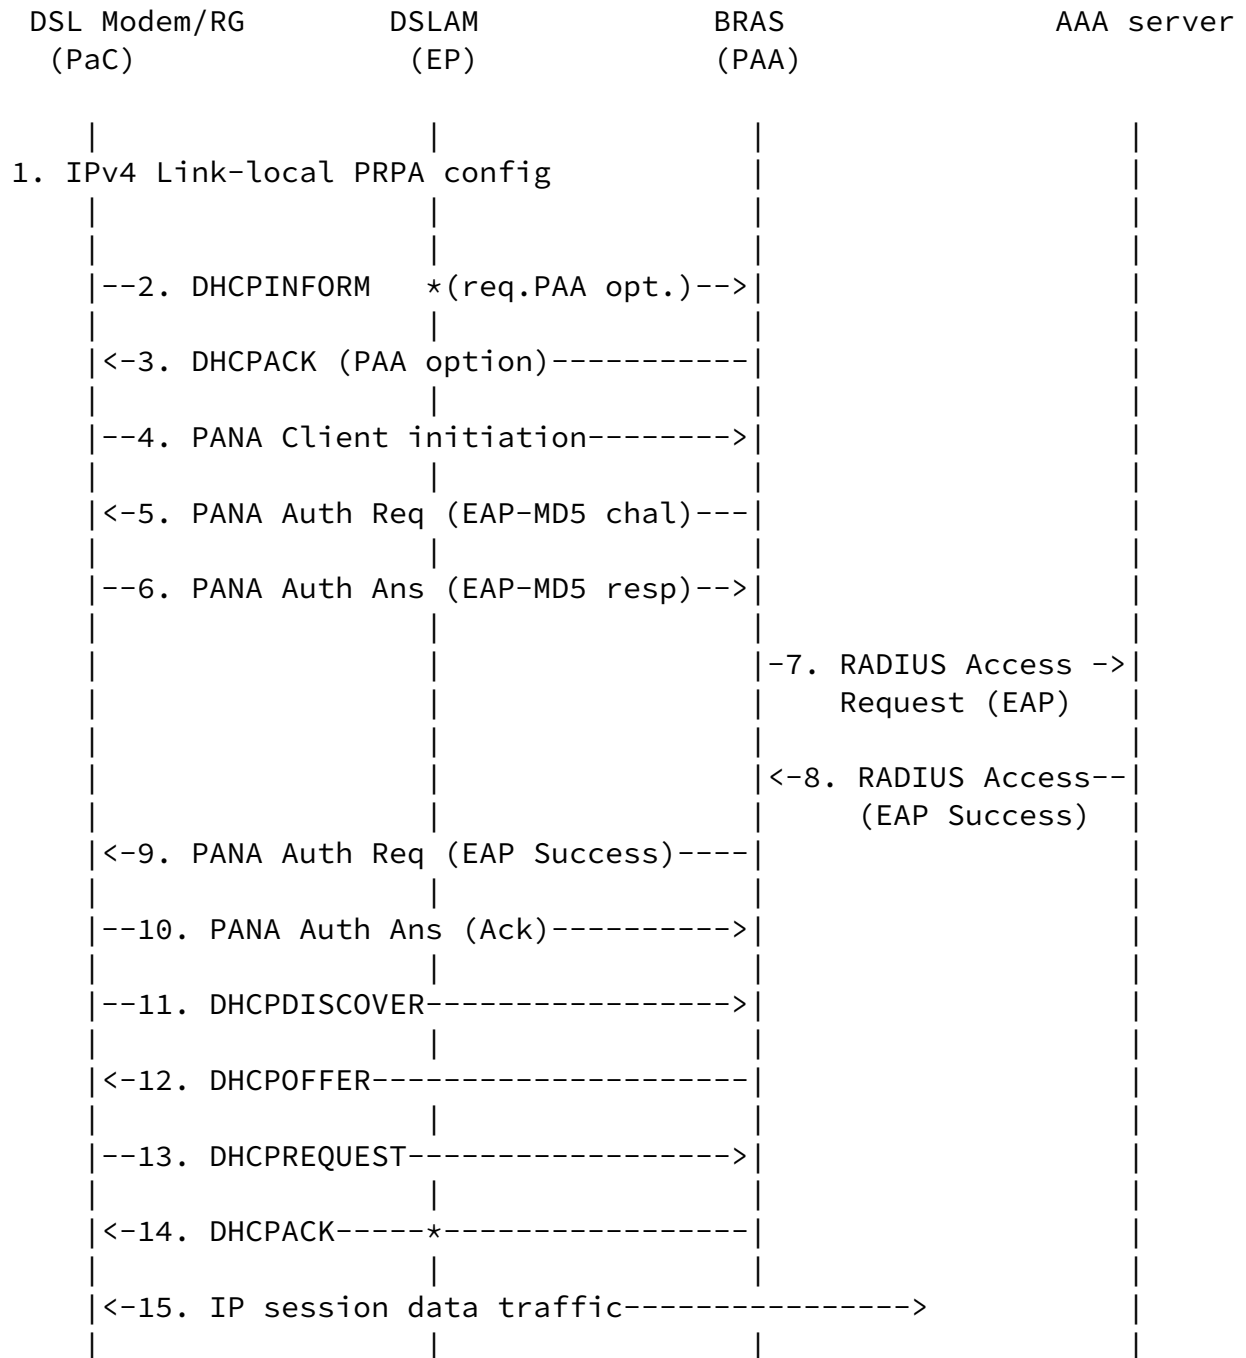 DSL Modem/RG DSLAM BRAS AAA server
(PaC) (EP) (PAA)
1. IPv4 Link-local PRPA config
|--2. DHCPINFORM *(req.PAA opt.)-->|
|<-3. DHCPACK (PAA option)-----------|
|--4. PANA Client initiation-------->|
|<-5. PANA Auth Req (EAP-MD5 chal)---|
|--6. PANA Auth Ans (EAP-MD5 resp)-->|
|-7. RADIUS Access ->|
Request (EAP)
|<-8. RADIUS Access--|
(EAP Success)
|<-9. PANA Auth Req (EAP Success)----|
|--10. PANA Auth Ans (Ack)---------->|
|--11. DHCPDISCOVER----------------->|
|<-12. DHCPOFFER---------------------|
|--13. DHCPREQUEST------------------>|
|<-14. DHCPACK-----*-----------------|
|<-15. IP session data traffic---------------->